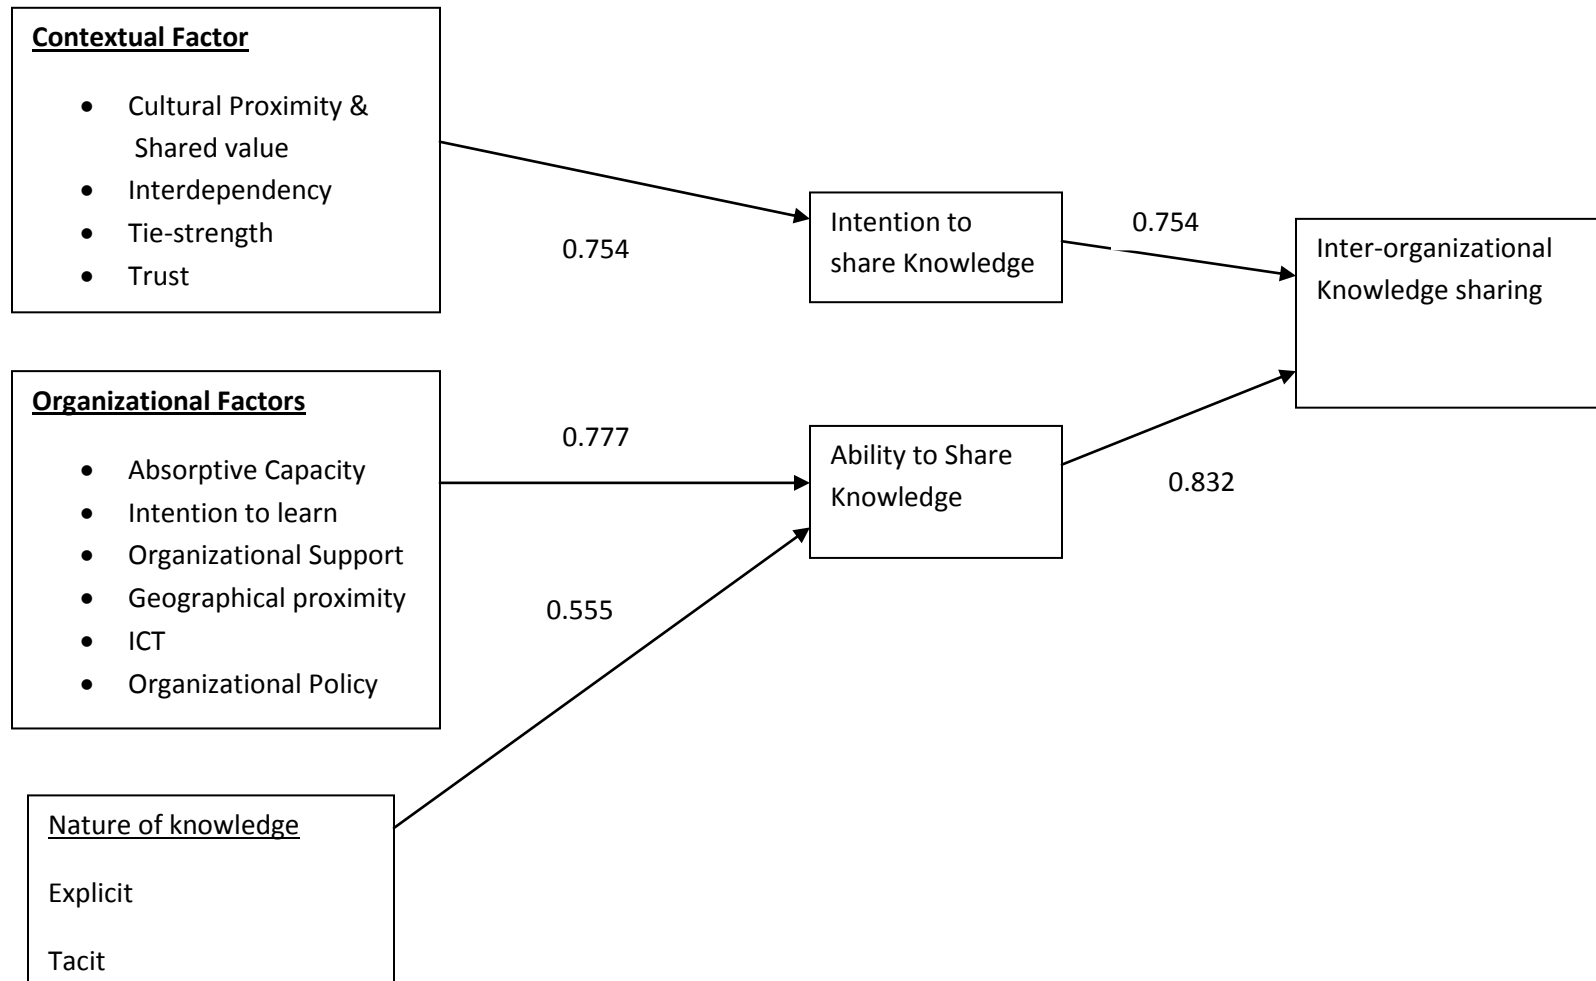 Contextual Factor
• Cultural Proximity &
Shared value
• Interdependency
• Tie-strength
• Trust
0.754
Intention to
share Knowledge
0.754
Inter-organizational
Knowledge sharing
Organizational Factors
• Absorptive Capacity
• Intention to learn
• Organizational Support
• Geographical proximity
• ICT
• Organizational Policy
0.777
Ability to Share
Knowledge
0.832
0.555
Nature of knowledge
Explicit
Tacit